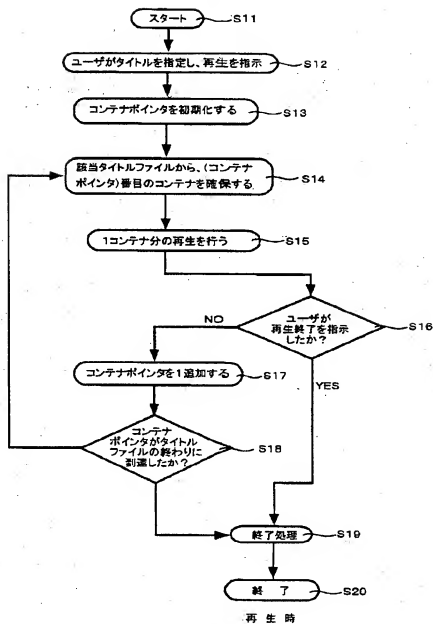 スタート
S11
ユーザがタイトルを指定し、再生を指示
S12
コンテナポインタを初期化する
S13
該当タイトルファイルから、(コンテナ
ポインタ)番目のコンテナを確保する
S14
1コンテナ分の再生を行う
S15
ユーザが
再生終了を指示
したか?
S16
NO
YES
コンテナポインタを1追加する
S17
コンテナ
ポインタがタイトル
ファイルの終わりに
到達したか?
S18
終了処理
S19
終 了
S20
再 生 時